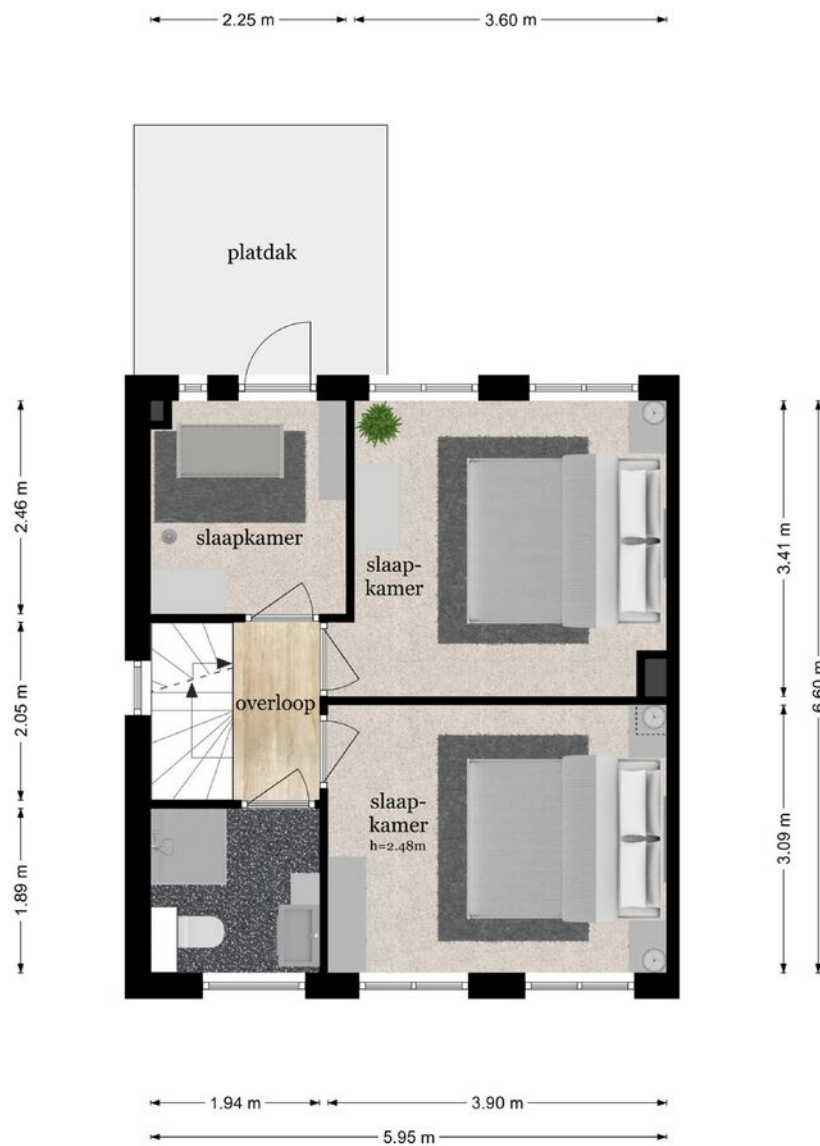 2.25 m
3.60 m
platdak
2.46 m
slaapkamer
slaap-
kamer
3.41 m
6.60 m
2.05 m
overloop
slaap-
kamer
h=2.48m
3.09 m
1.89 m
1.94 m
3.90 m
5.95 m